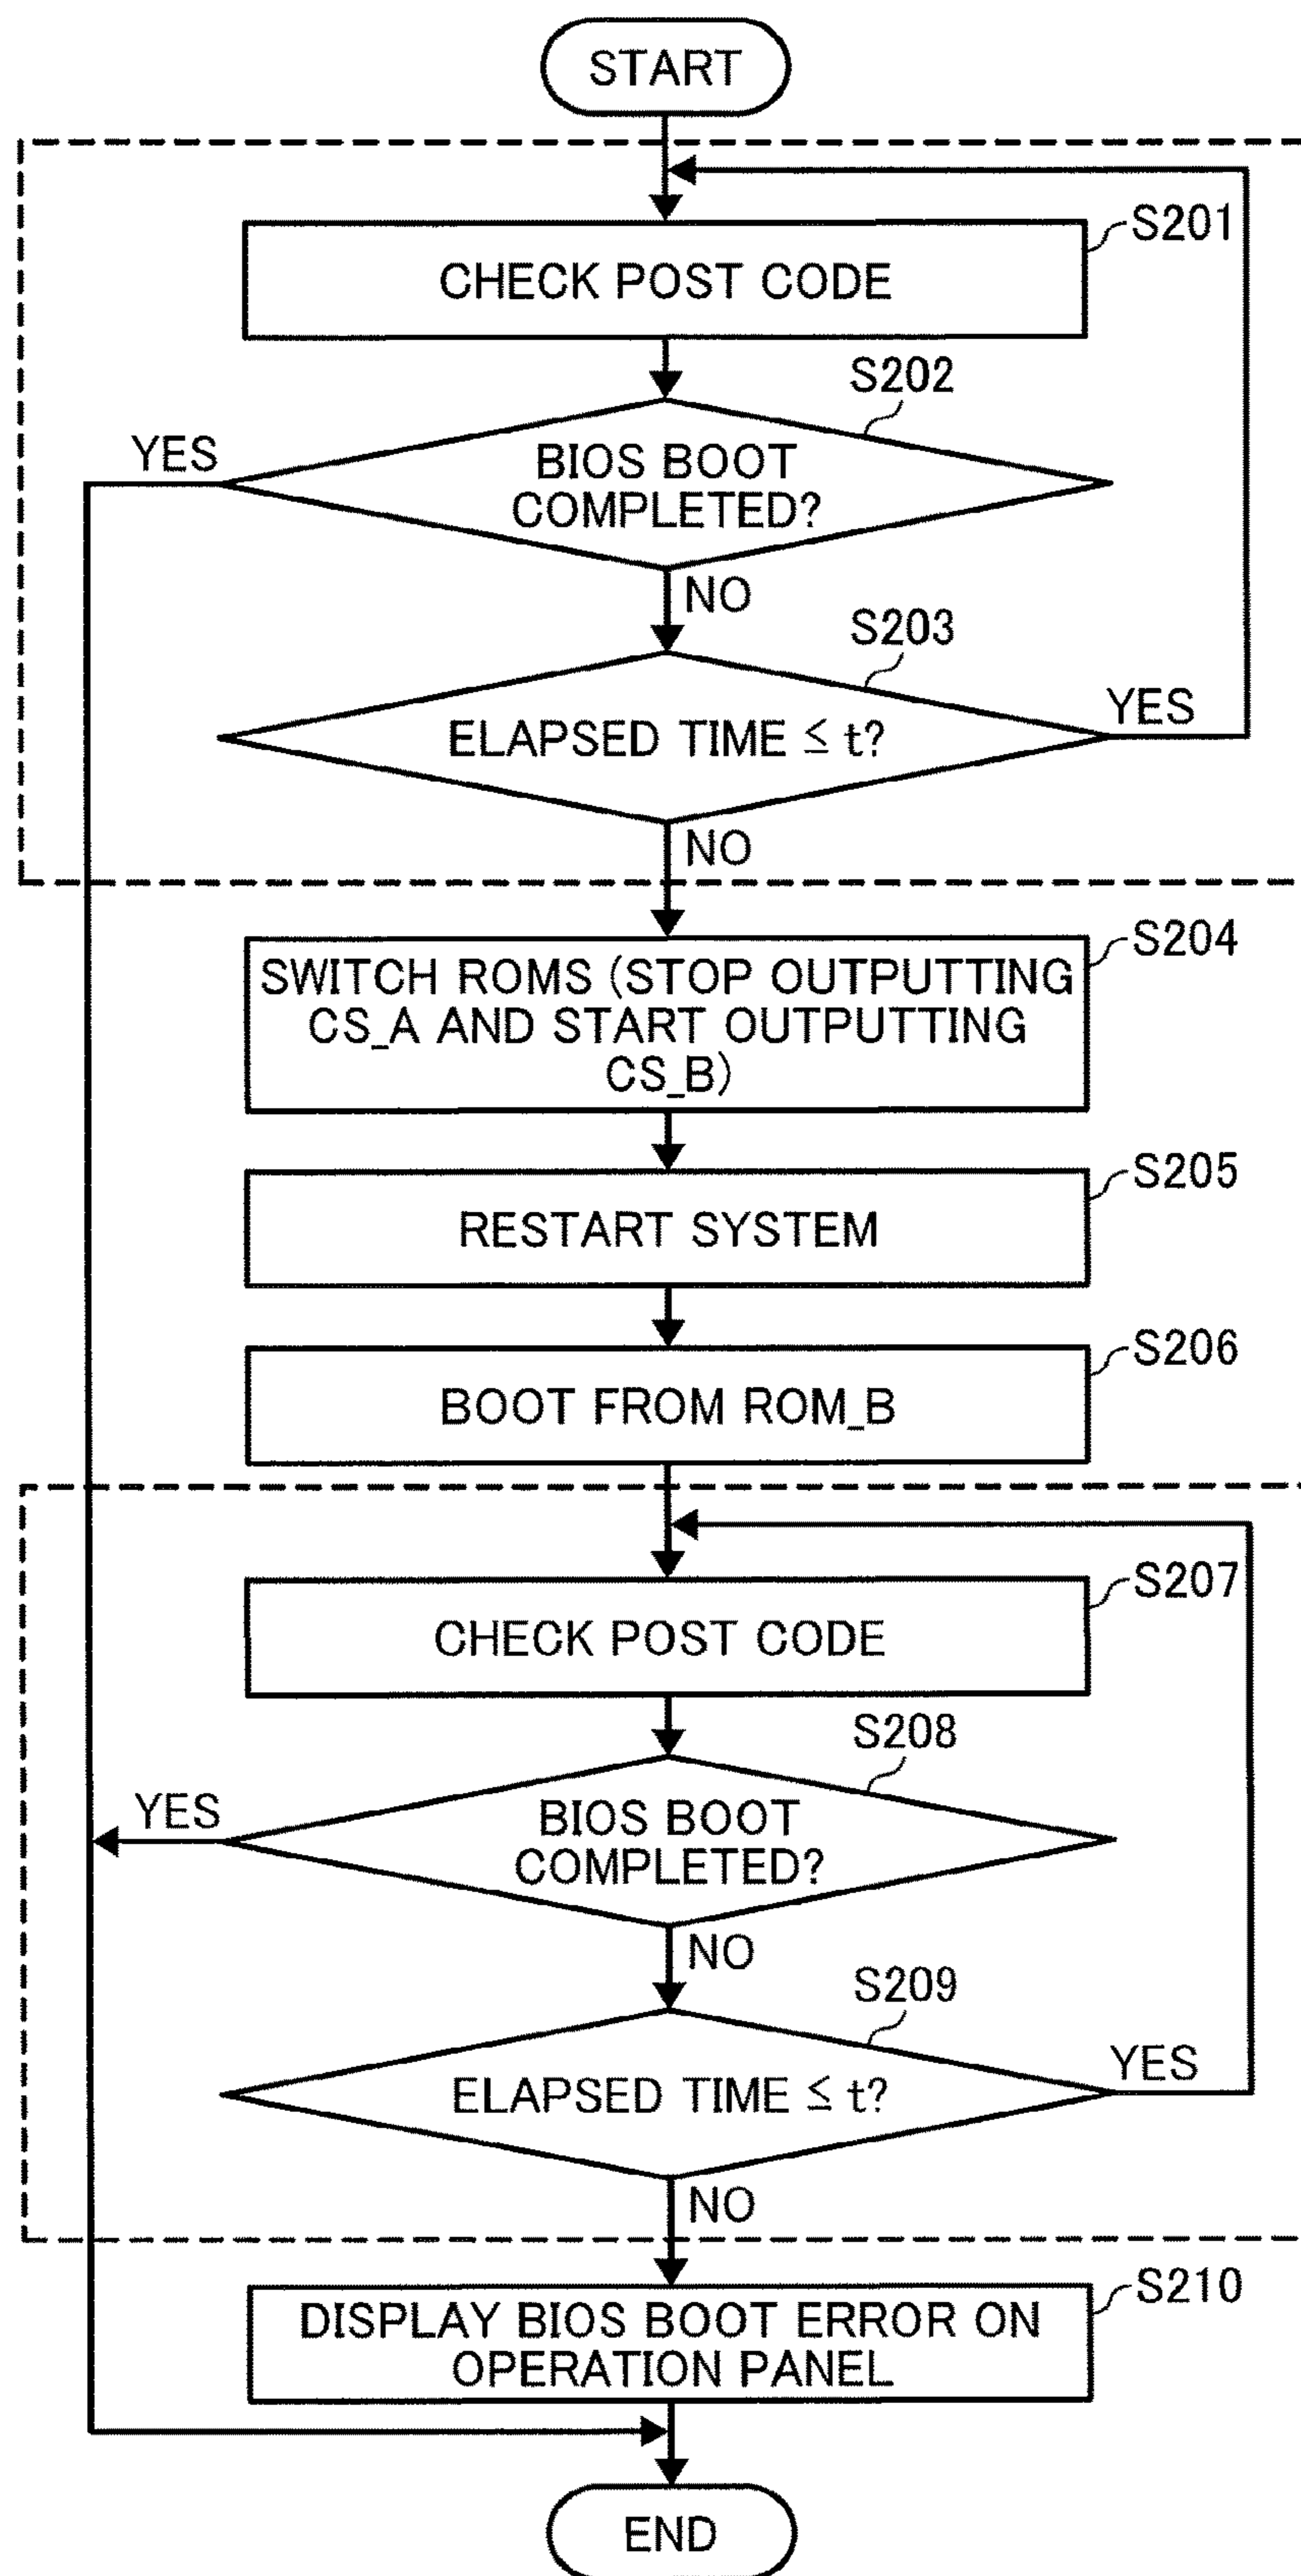 START
S201
CHECK POST CODE
S202
YES
BIOS BOOT
COMPLETED?
NO
S203
ELAPSED TIME ≦ t?
YES
NO
S204
SWITCH ROMS (STOP OUTPUTTING
CS_A AND START OUTPUTTING
CS_B)
S205
RESTART SYSTEM
S206
BOOT FROM ROM_B
S207
CHECK POST CODE
S208
YES
BIOS BOOT
COMPLETED?
NO
S209
ELAPSED TIME ≦ t?
YES
NO
S210
DISPLAY BIOS BOOT ERROR ON
OPERATION PANEL
END